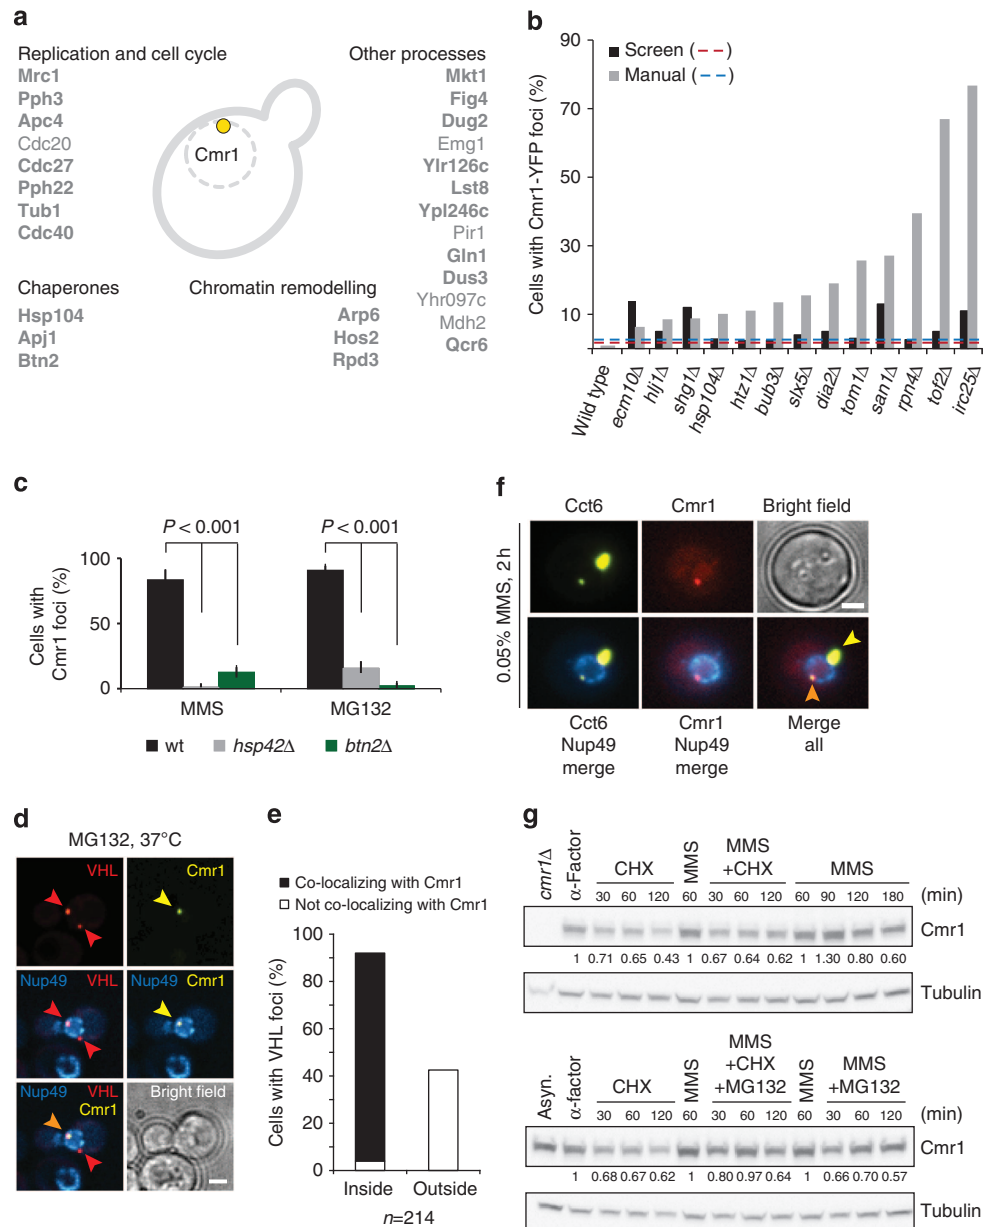 a
Replication and cell cycle
Mrc1
Pph3
Apc4
Cdc20
Cdc27
Pph22
Tub1
Cdc40
Cmr1
Other processes
Mkt1
Fig4
Dug2
Emg1
Ylr126c
Lst8
Ypl246c
Pir1
Gln1
Dus3
Yhr097c
Mdh2
Qcr6
Chaperones
Hsp104
Apj1
Btn2
Chromatin remodelling
Arp6
Hos2
Rpd3
b
Cells with Cmr1-YFP foci (%)
90
70
50
30
10
Screen (– –)
Manual (– –)
Wild type
ecm10Δ
hlj1Δ
shg1Δ
hsp104Δ
htz1Δ
bub3Δ
slx5Δ
dia2Δ
tom1Δ
san1Δ
rpn4Δ
tof2Δ
irc25Δ
c
P < 0.001 P < 0.001
Cells with
Cmr1 foci (%)
100
50
0
MMS MG132
wt hsp42Δ btn2Δ
f
Cct6 Cmr1 Bright field
0.05% MMS, 2 h
Cct6
Nup49
merge
Cmr1
Nup49
merge
Merge
all
d
MG132, 37°C
VHL Cmr1
Nup49 Nup49 Cmr1
Nup49 VHL
Cmr1
Bright field
e
Co-localizing with Cmr1
Not co-localizing with Cmr1
Cells with VHL foci (%)
100
80
60
40
20
0
Inside Outside
n=214
g
cmr1Δ
α-Factor
CHX
MMS
MMS
+CHX
MMS
30 60 120 60 30 60 120 60 90 120 180 (min)
Cmr1
1 0.71 0.65 0.43 1 0.67 0.64 0.62 1 1.30 0.80 0.60
Tubulin
Asyn.
α-factor
CHX
MMS
MMS
+CHX
+MG132
MMS
MMS
+MG132
30 60 120 60 30 60 120 60 30 60 120 (min)
Cmr1
1 0.68 0.67 0.62 1 0.80 0.97 0.64 1 0.66 0.70 0.57
Tubulin